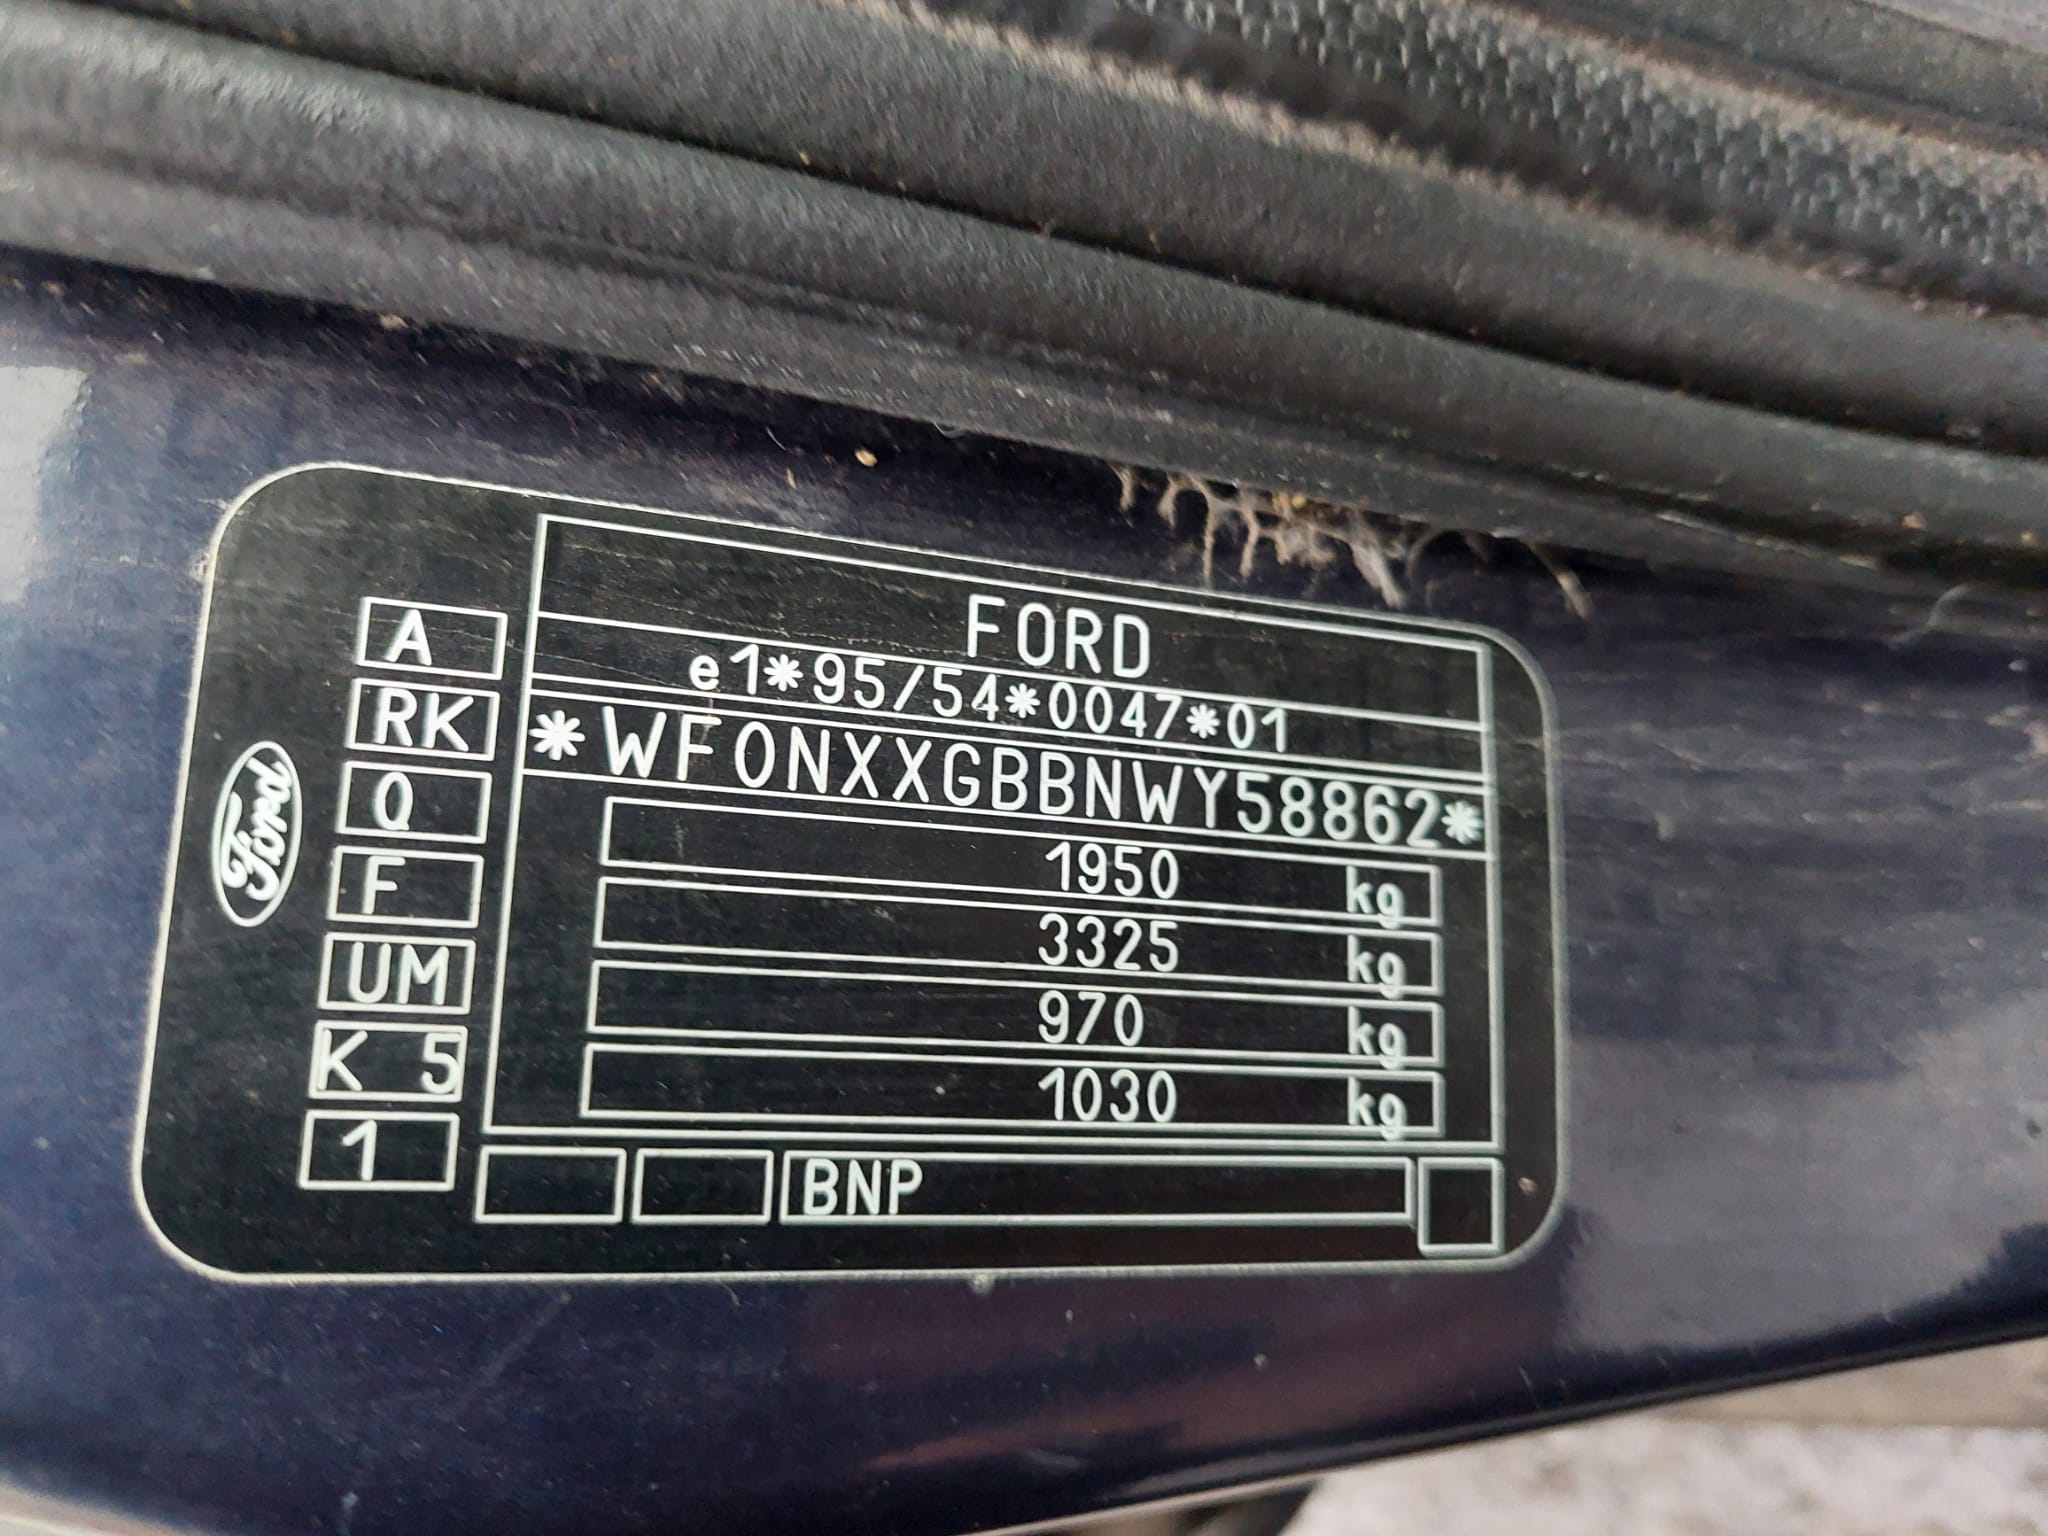 FORD
e1*95/54*0047*01
*WF0NXXGBBNWY58862*
1950 kg
3325 kg
970 kg
1030 kg
BNP
A
RK
Q
F
UM
K 5
1
Ford